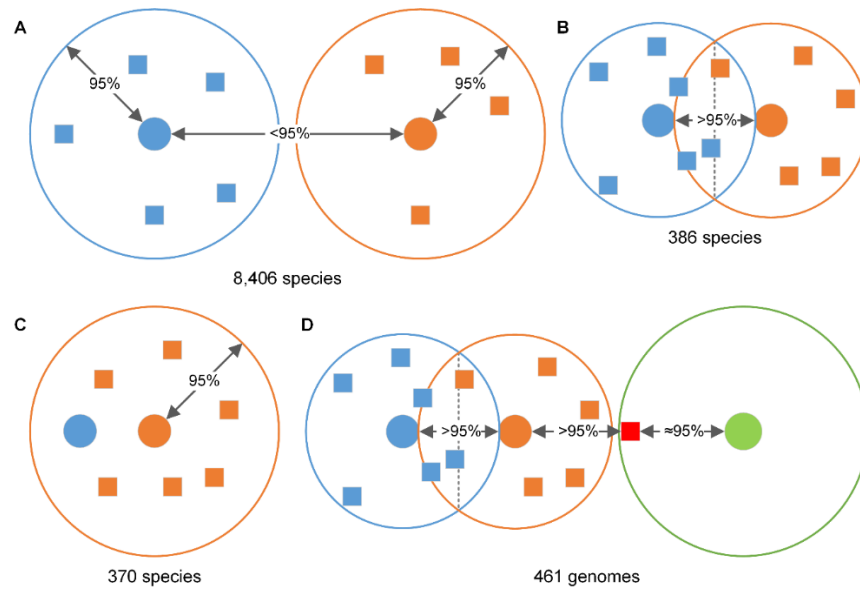 A
95%
<95%
95%
8,406 species
B
>95%
386 species
C
95%
370 species
D
>95%
>95%
≈95%
461 genomes